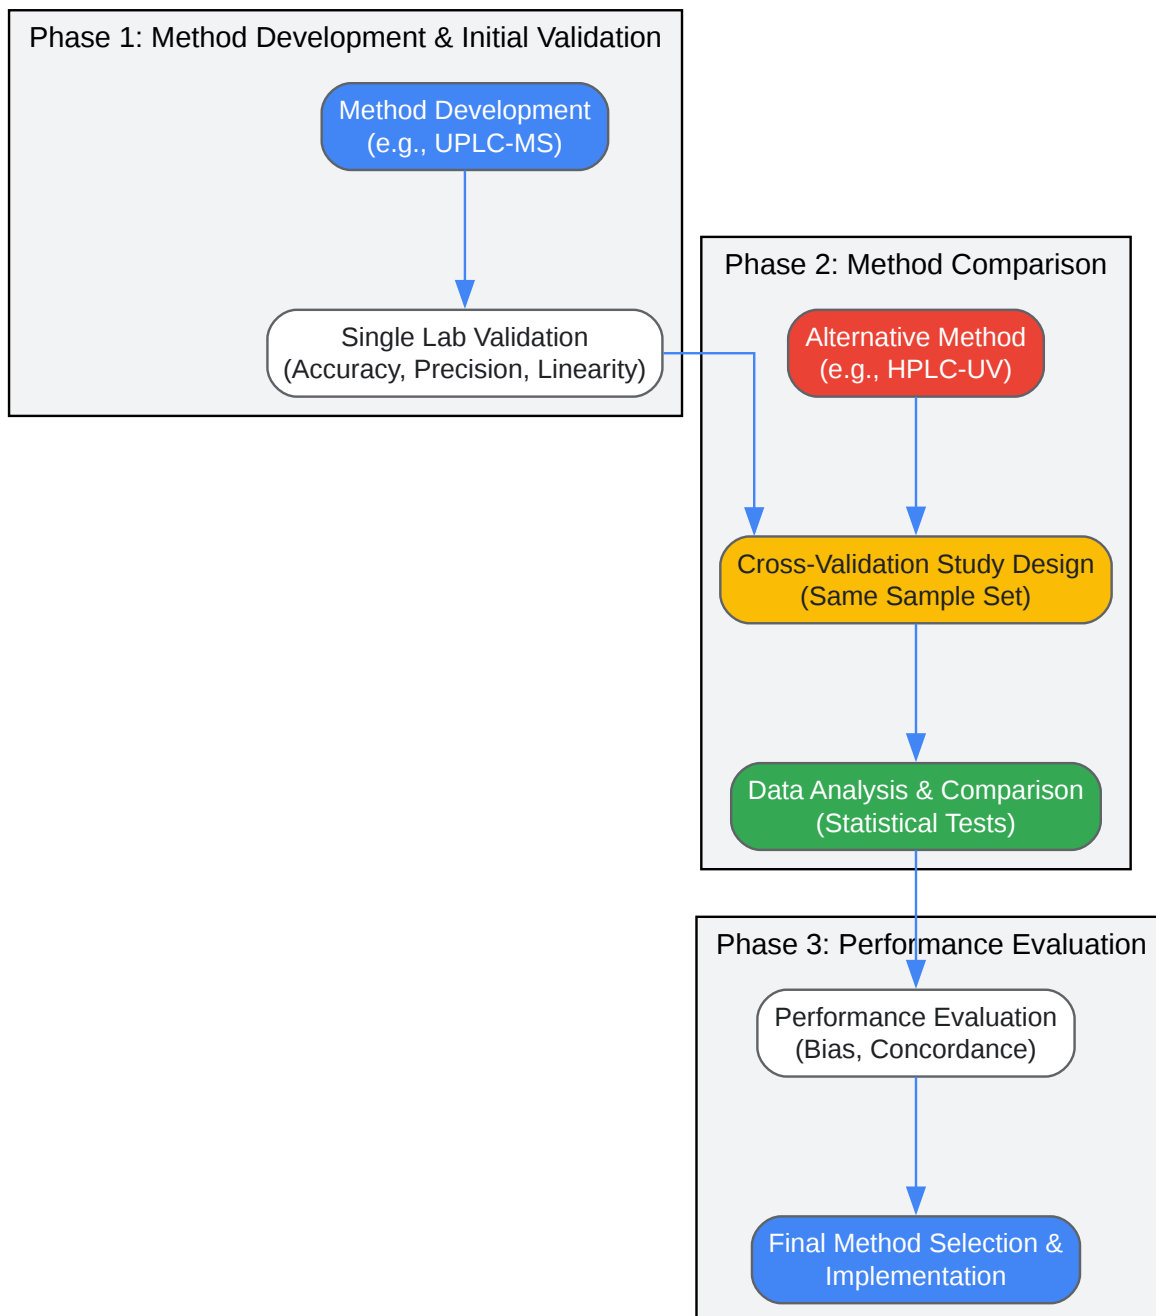 Phase 1: Method Development & Initial Validation
Method Development
(e.g., UPLC-MS)
Single Lab Validation
(Accuracy, Precision, Linearity)
Phase 2: Method Comparison
Alternative Method
(e.g., HPLC-UV)
Cross-Validation Study Design
(Same Sample Set)
Data Analysis & Comparison
(Statistical Tests)
Phase 3: Performance Evaluation
Performance Evaluation
(Bias, Concordance)
Final Method Selection &
Implementation